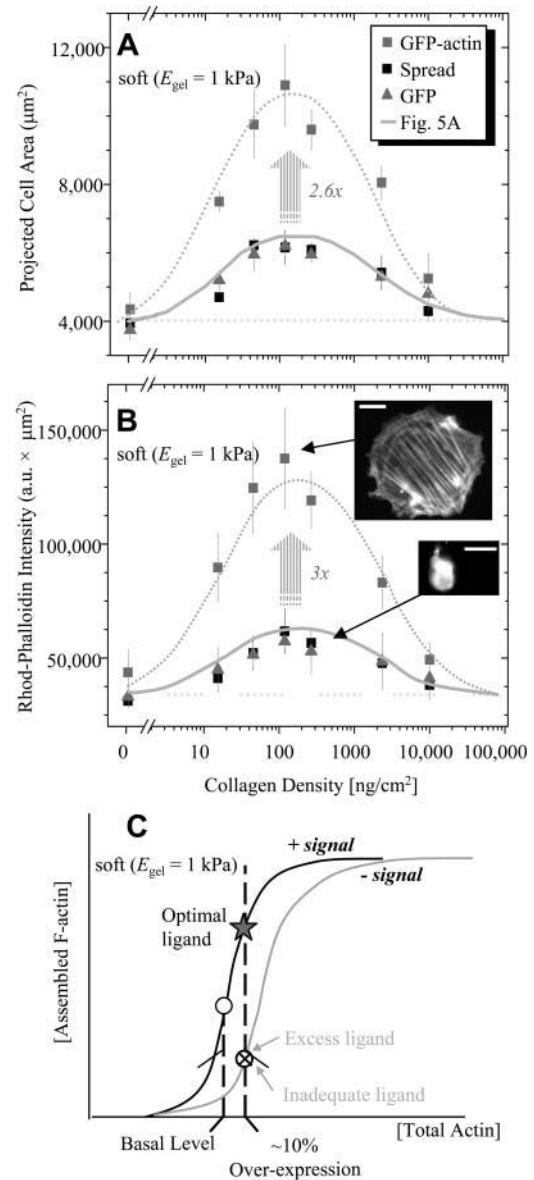 A
12,000
soft (Egel = 1 kPa)
GFP-actin
Spread
GFP
Fig. 5A
8,000
2.6x
4,000
Projected Cell Area (μm²)
B
150,000
soft (Egel = 1 kPa)
100,000
3x
50,000
Rhod-Phalloidin Intensity (a.u. × μm²)
0 10 100 1000 10,000 100,000
Collagen Density [ng/cm²]
C
soft (Egel = 1 kPa)
+ signal
- signal
Optimal
ligand
[Assembled F-actin]
Excess ligand
Inadequate ligand
[Total Actin]
Basal Level
~10%
Over-expression